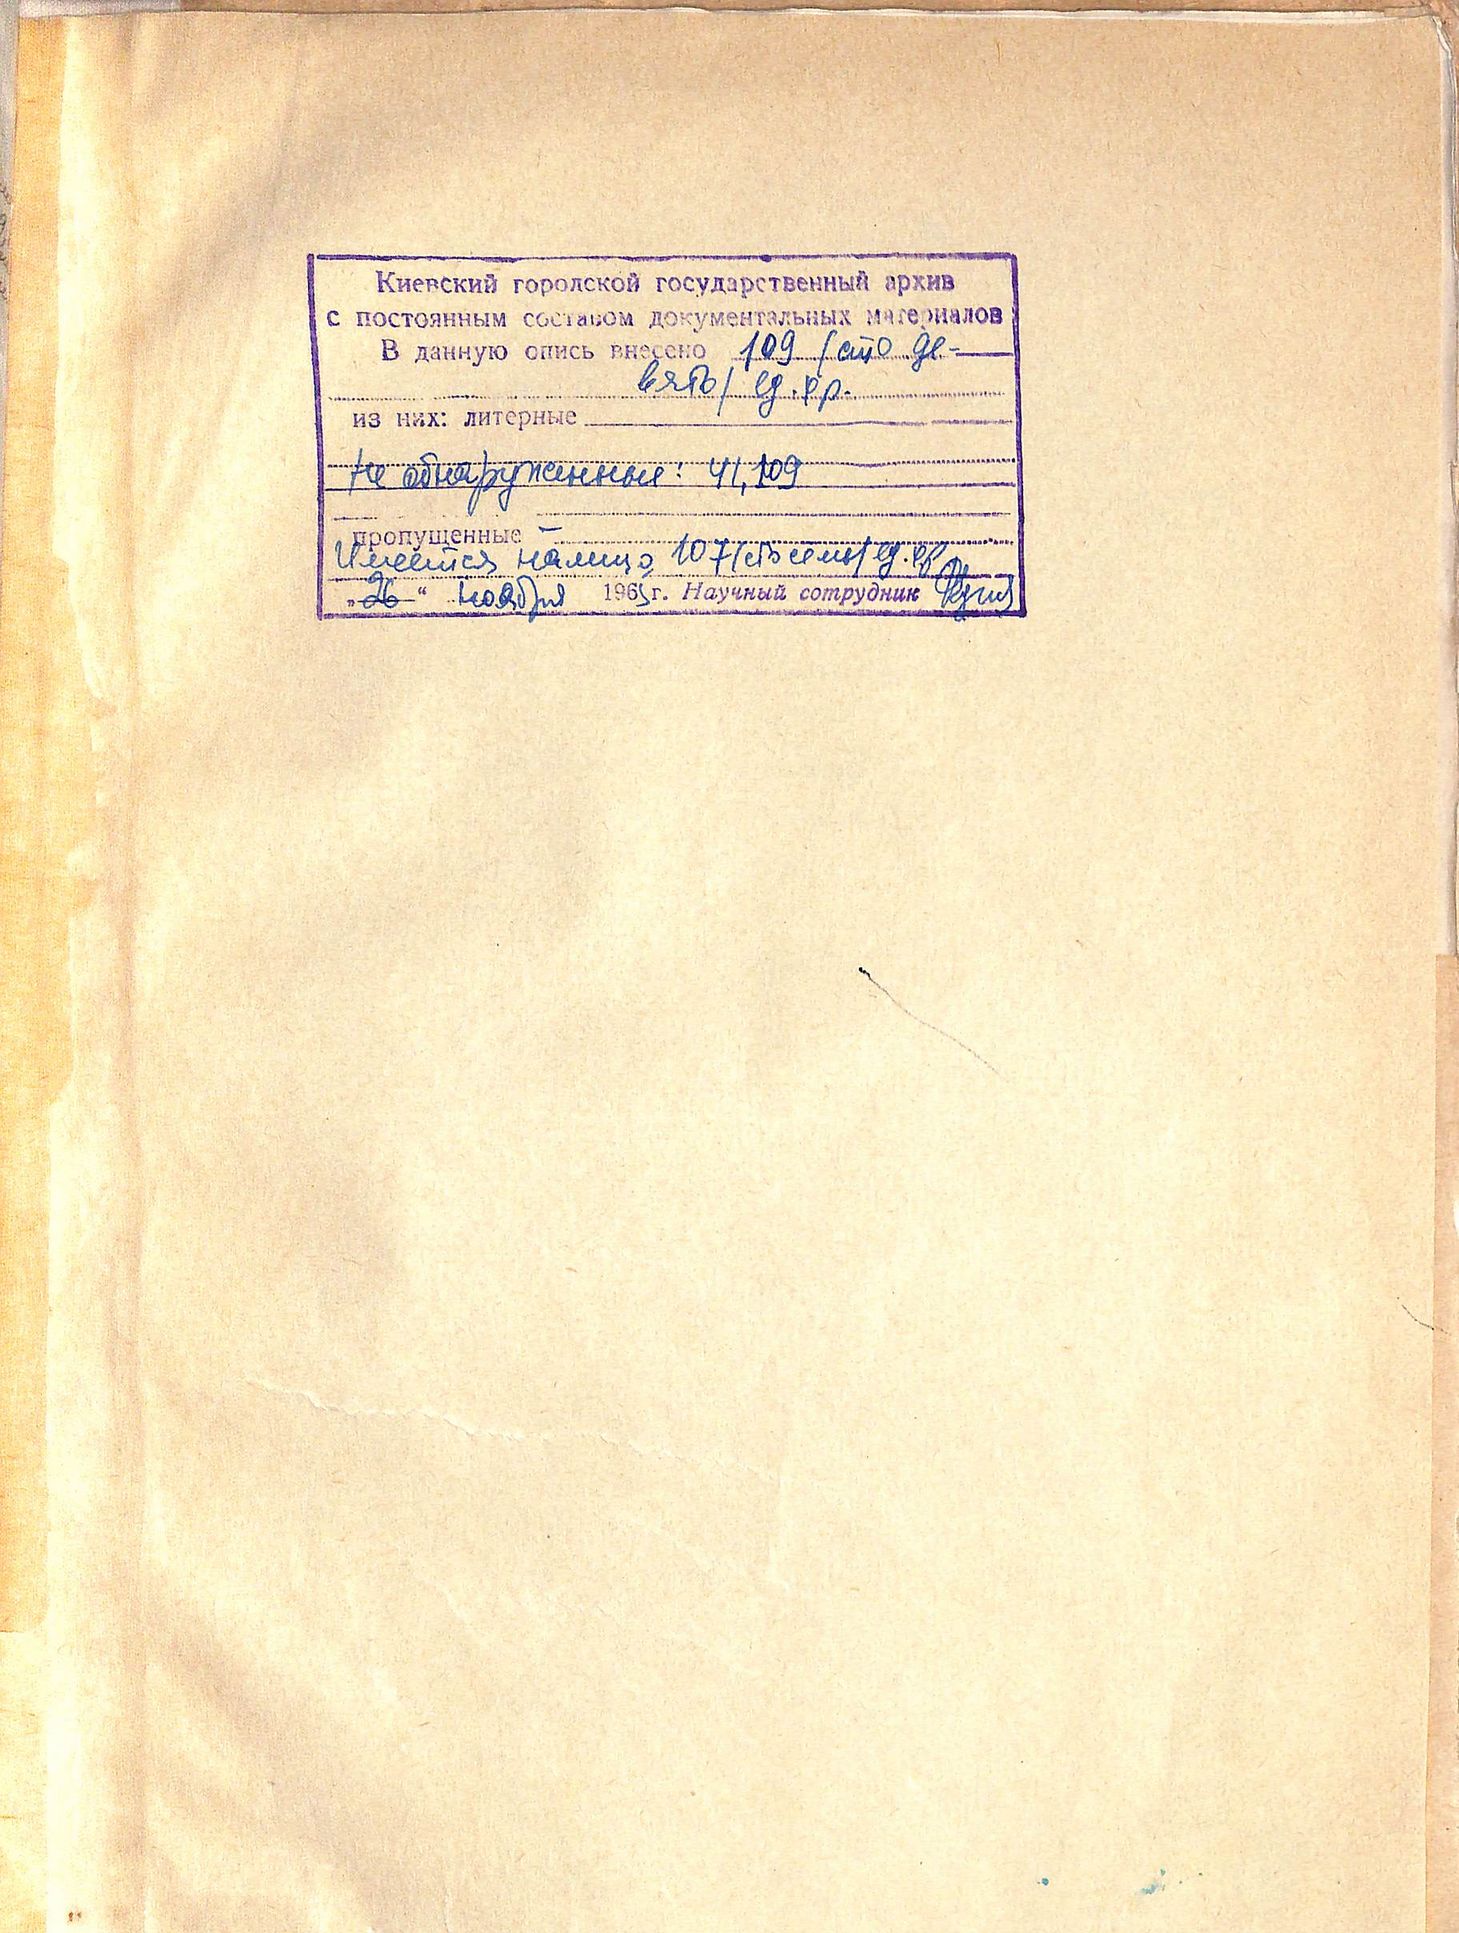 Киевский городской государственный архив
с постоянным составом документальных материалов
В данную опись внесено 109 /сто де-
вять/ ед. хр.
из них: литерные
Не обнаруженные: 41, 109
пропущенные –
Имеется налицо 107 /сто семь/ ед. хр.
„26“ ноября 1965 г. Научный сотрудник